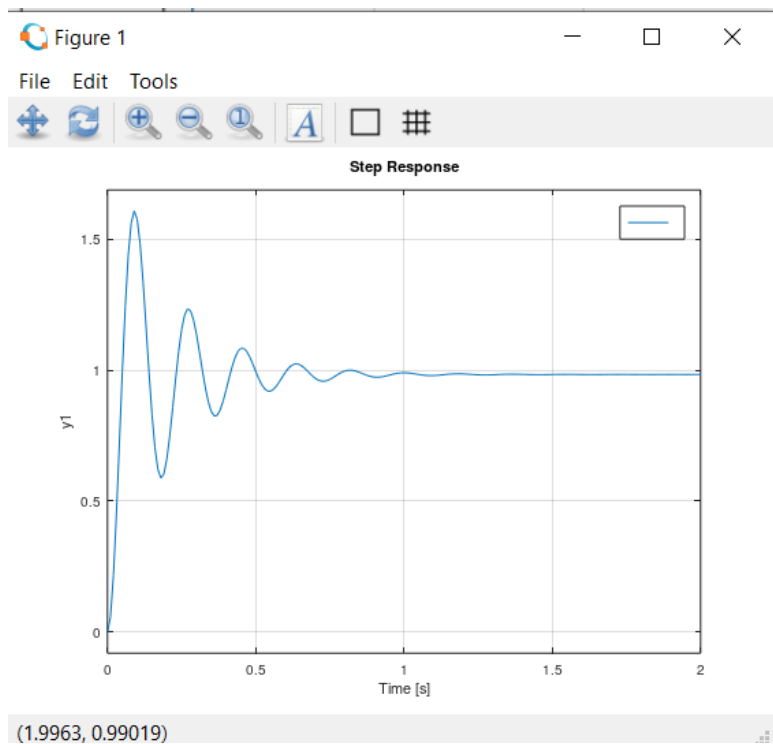 Figure 1
File Edit Tools
A
Step Response
1.5
1
0.5
0
y1
0 0.5 1 1.5 2
Time [s]
(1.9963, 0.99019)